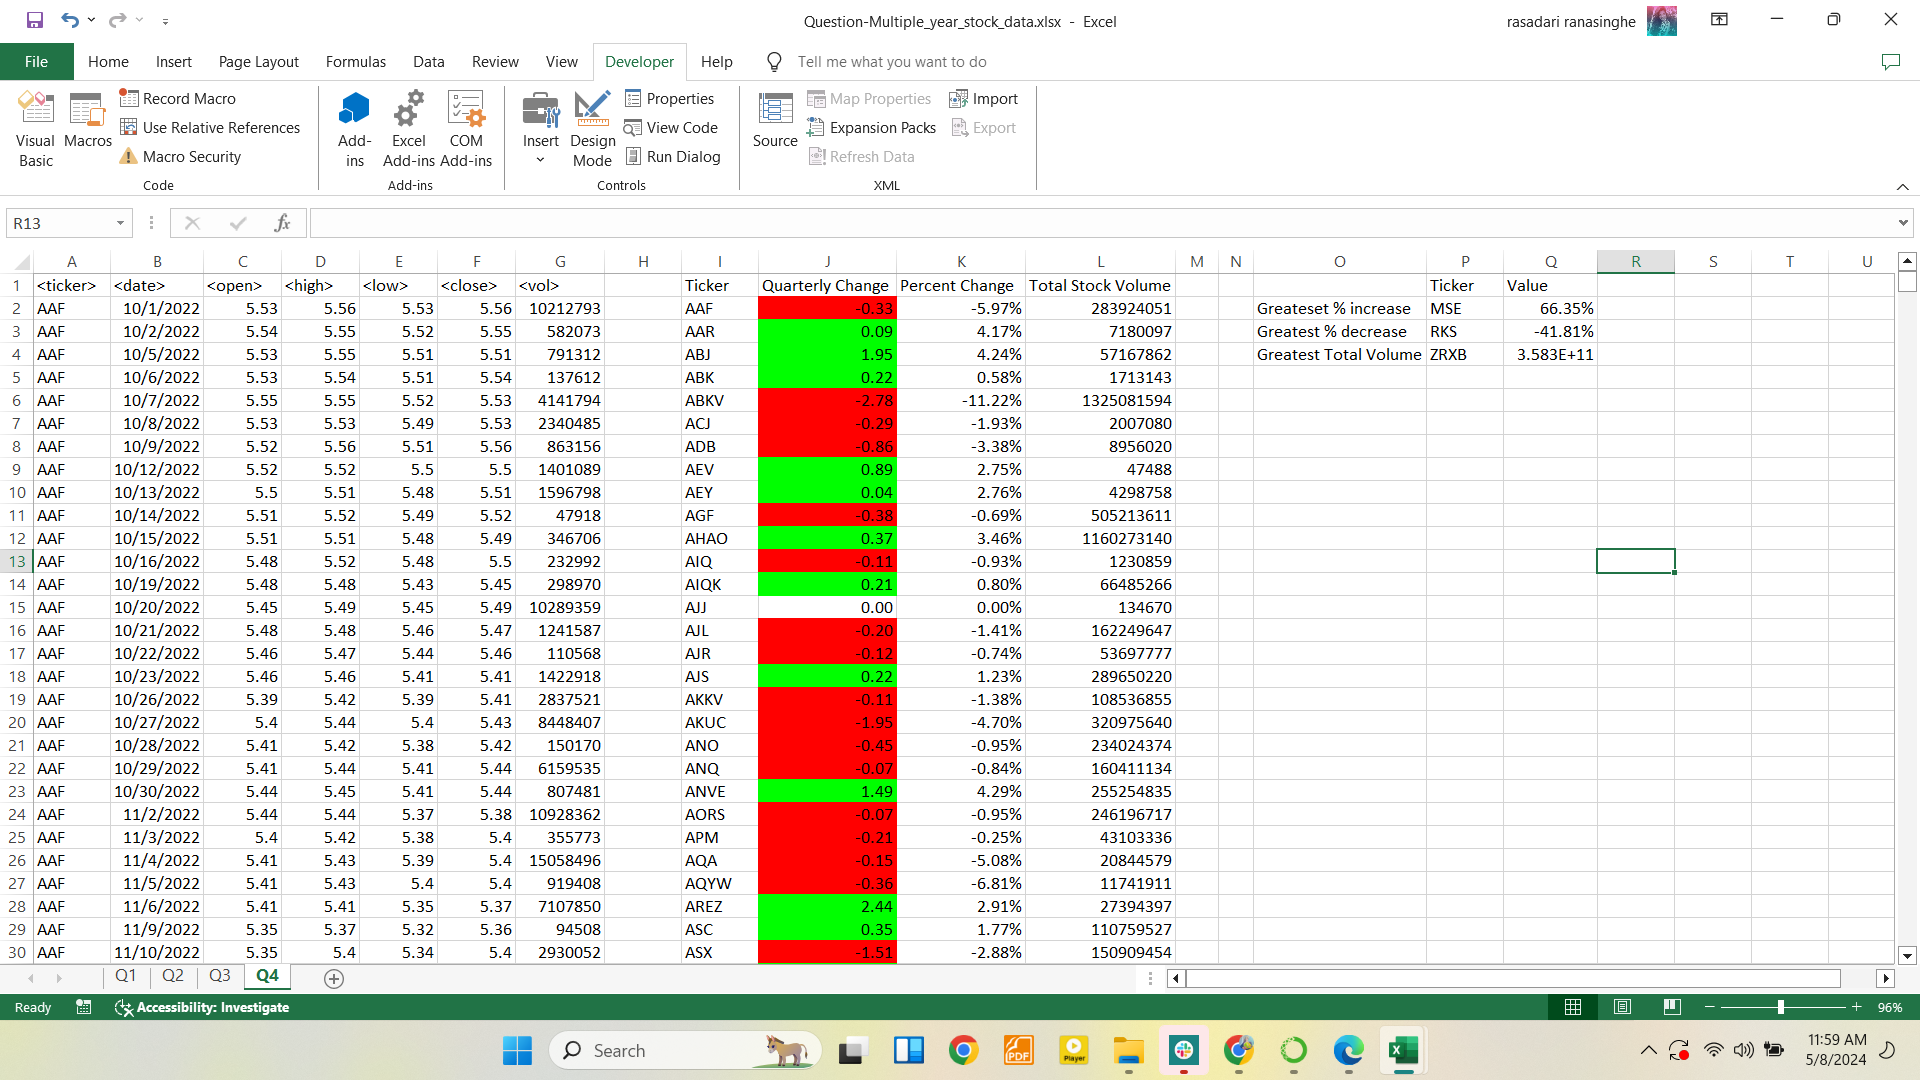 Question-Multiple_year_stock_data.xlsx - Excel
rasadari ranasinghe
File Home Insert Page Layout Formulas Data Review View Developer Help Tell me what you want to do
Visual Basic
Macros
Record Macro
Use Relative References
Macro Security
Code
Add-ins
Excel Add-ins
COM Add-ins
Add-ins
Insert
Design Mode
Properties
View Code
Run Dialog
Controls
Source
Map Properties
Expansion Packs
Refresh Data
Import
Export
XML
R13
fx
A B C D E F G H I J K L M N O P Q R S T U
1 <ticker> <date> <open> <high> <low> <close> <vol> Ticker Quarterly Change Percent Change Total Stock Volume Ticker Value
2 AAF 10/1/2022 5.53 5.56 5.53 5.56 10212793 AAF -0.33 -5.97% 283924051 Greateset % increase MSE 66.35%
3 AAF 10/2/2022 5.54 5.55 5.52 5.55 582073 AAR 0.09 4.17% 7180097 Greatest % decrease RKS -41.81%
4 AAF 10/5/2022 5.53 5.55 5.51 5.51 791312 ABJ 1.95 4.24% 57167862 Greatest Total Volume ZRXB 3.583E+11
5 AAF 10/6/2022 5.53 5.54 5.51 5.54 137612 ABK 0.22 0.58% 1713143
6 AAF 10/7/2022 5.55 5.55 5.52 5.53 4141794 ABKV -2.78 -11.22% 1325081594
7 AAF 10/8/2022 5.53 5.53 5.49 5.53 2340485 ACJ -0.29 -1.93% 2007080
8 AAF 10/9/2022 5.52 5.56 5.51 5.56 863156 ADB -0.86 -3.38% 8956020
9 AAF 10/12/2022 5.52 5.52 5.5 5.5 1401089 AEV 0.89 2.75% 47488
10 AAF 10/13/2022 5.5 5.51 5.48 5.51 1596798 AEY 0.04 2.76% 4298758
11 AAF 10/14/2022 5.51 5.52 5.49 5.52 47918 AGF -0.38 -0.69% 505213611
12 AAF 10/15/2022 5.51 5.51 5.48 5.49 346706 AHAO 0.37 3.46% 1160273140
13 AAF 10/16/2022 5.48 5.52 5.48 5.5 232992 AIQ -0.11 -0.93% 1230859
14 AAF 10/19/2022 5.48 5.48 5.43 5.45 298970 AIQK 0.21 0.80% 66485266
15 AAF 10/20/2022 5.45 5.49 5.45 5.49 10289359 AJJ 0.00 0.00% 134670
16 AAF 10/21/2022 5.48 5.48 5.46 5.47 1241587 AJL -0.20 -1.41% 162249647
17 AAF 10/22/2022 5.46 5.47 5.44 5.46 110568 AJR -0.12 -0.74% 53697777
18 AAF 10/23/2022 5.46 5.46 5.41 5.41 1422918 AJS 0.22 1.23% 289650220
19 AAF 10/26/2022 5.39 5.42 5.39 5.41 2837521 AKKV -0.11 -1.38% 108536855
20 AAF 10/27/2022 5.4 5.44 5.4 5.43 8448407 AKUC -1.95 -4.70% 320975640
21 AAF 10/28/2022 5.41 5.42 5.38 5.42 150170 ANO -0.45 -0.95% 234024374
22 AAF 10/29/2022 5.41 5.44 5.41 5.44 6159535 ANQ -0.07 -0.84% 160411134
23 AAF 10/30/2022 5.44 5.45 5.41 5.44 807481 ANVE 1.49 4.29% 255254835
24 AAF 11/2/2022 5.44 5.44 5.37 5.38 10928362 AORS -0.07 -0.95% 246196717
25 AAF 11/3/2022 5.4 5.42 5.38 5.4 355773 APM -0.21 -0.25% 43103336
26 AAF 11/4/2022 5.41 5.43 5.39 5.4 15058496 AQA -0.15 -5.08% 20844579
27 AAF 11/5/2022 5.41 5.43 5.4 5.4 919408 AQYW -0.36 -6.81% 11741911
28 AAF 11/6/2022 5.41 5.41 5.35 5.37 7107850 AREZ 2.44 2.91% 27394397
29 AAF 11/9/2022 5.35 5.37 5.32 5.36 94508 ASC 0.35 1.77% 110759527
30 AAF 11/10/2022 5.35 5.4 5.34 5.4 2930052 ASX -1.51 -2.88% 150909454
Q1 Q2 Q3 Q4
Ready Accessibility: Investigate 96%
Search
PDF
Player
11:59 AM
5/8/2024